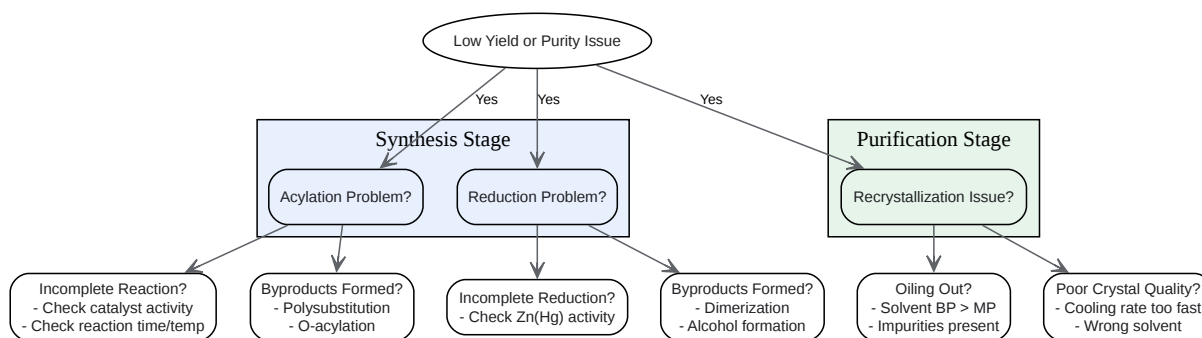 Low Yield or Purity Issue
Yes
Yes
Yes
Synthesis Stage
Purification Stage
Acylation Problem?
Reduction Problem?
Recrystallization Issue?
Incomplete Reaction?
- Check catalyst activity
- Check reaction time/temp
Byproducts Formed?
- Polysubstitution
- O-acylation
Incomplete Reduction?
- Check Zn(Hg) activity
Byproducts Formed?
- Dimerization
- Alcohol formation
Oiling Out?
- Solvent BP > MP
- Impurities present
Poor Crystal Quality?
- Cooling rate too fast
- Wrong solvent